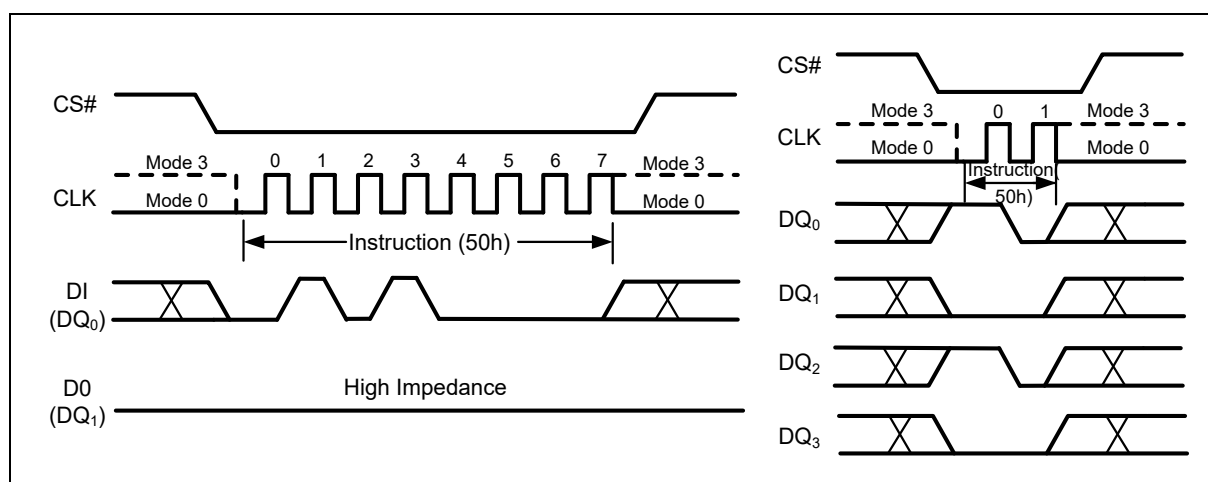 CS#
Mode 3 0 1 2 3 4 5 6 7 Mode 3
CLK Mode 0 Mode 0
Instruction (50h)
DI
(DQ0)
D0 High Impedance
(DQ1)
CS#
Mode 3 0 1 Mode 3
CLK
Mode 0 Mode 0
Instruction(
50h)
DQ0
DQ1
DQ2
DQ3